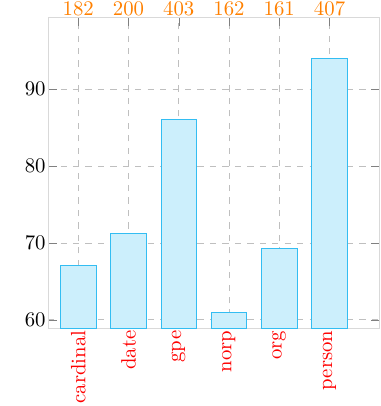 182 200 403 162 161 407
90
80
70
60
cardinal
date
gpe
norp
org
person